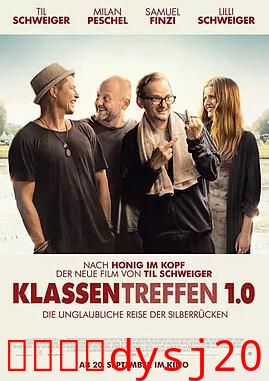 TIL SCHWEIGER MILAN PESCHEL SAMUEL FINZI LILLI SCHWEIGER
NACH HONIG IM KOPF
DER NEUE FILM VON TIL SCHWEIGER
KLASSENTREFFEN 1.0
DIE UNGLAUBLICHE REISE DER SILBERRÜCKEN
dysj20
AB 20. SEPTEMBER IM KINO